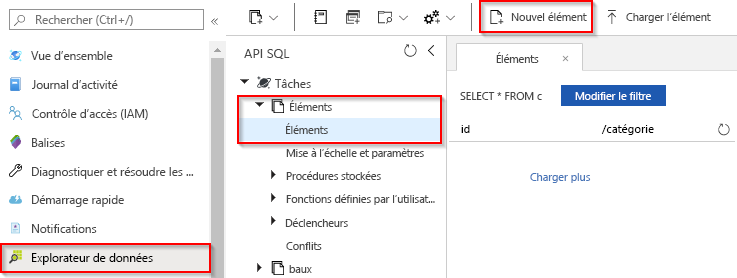 Rechercher (Ctrl+/)
«
Vue d'ensemble
Journal d'activité
Contrôle d'accès (IAM)
Balises
Diagnostiquer et résoudre les ...
Démarrage rapide
Notifications
Explorateur de données
Nouvel élément
Charger l'élément
API SQL
Tâches
Éléments
Éléments
Mise à l'échelle et paramètres
Procédures stockées
Fonctions définies par l'utilisat...
Déclencheurs
Conflits
baux
Éléments ×
SELECT * FROM c Modifier le filtre
id /catégorie
Charger plus